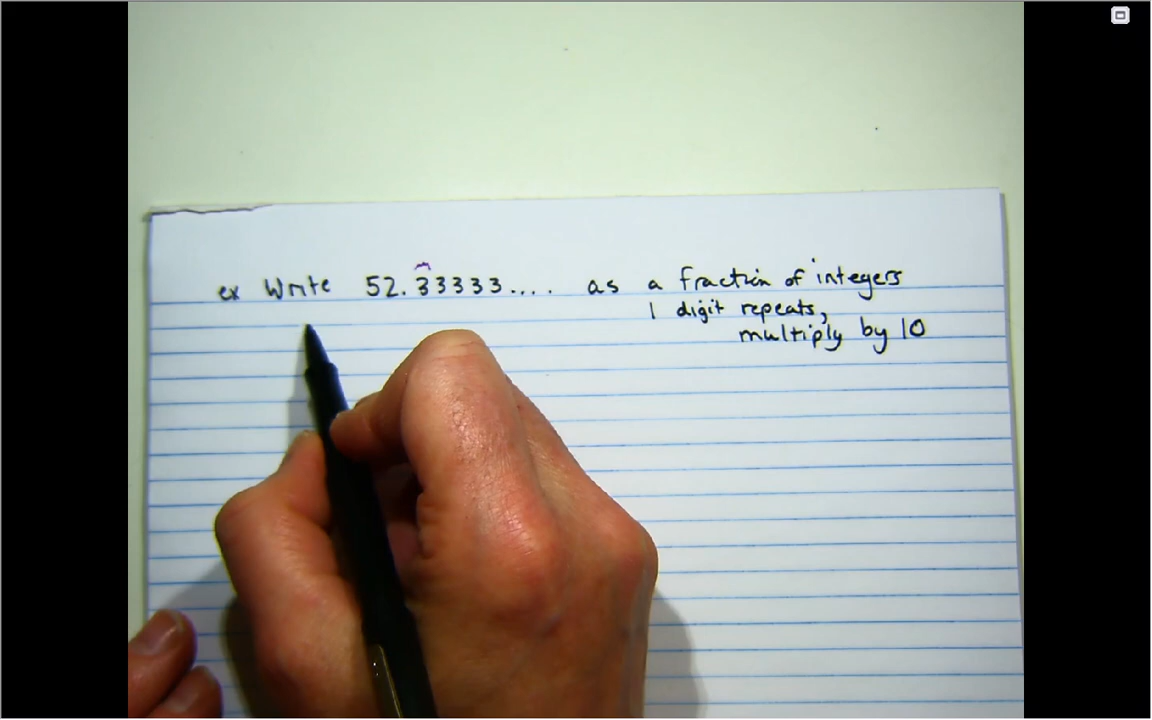 ex Write 52.33333.... as a fraction of integers
1 digit repeats,
multiply by 10